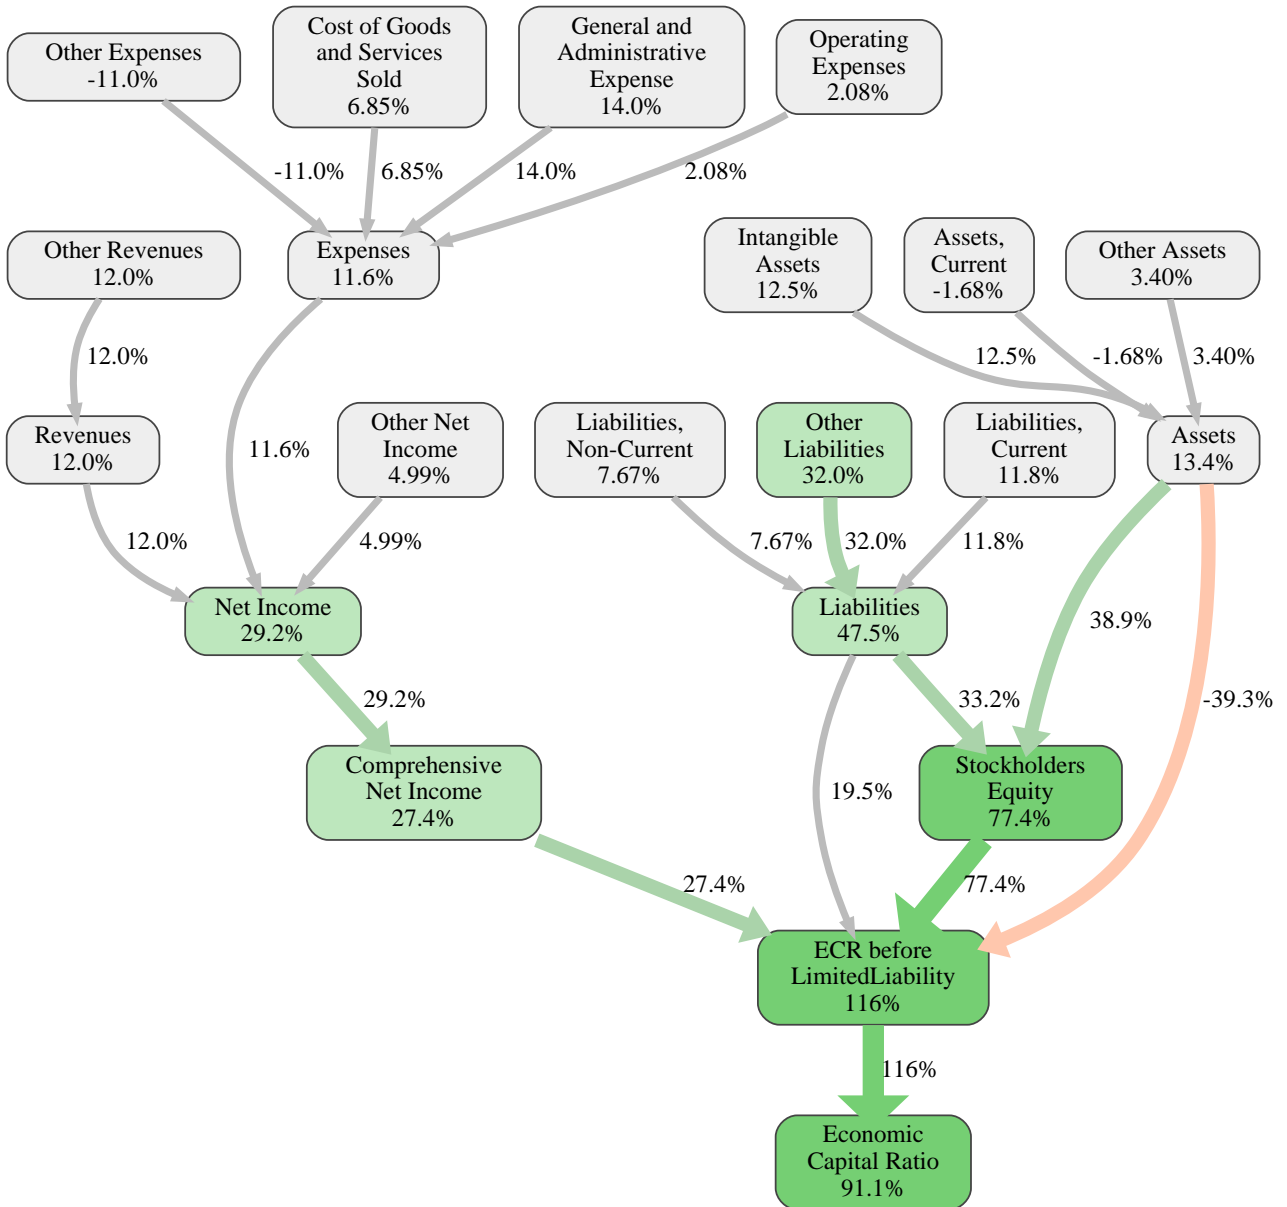 Other Expenses
-11.0%
Cost of Goods
and Services
Sold
6.85%
General and
Administrative
Expense
14.0%
Operating
Expenses
2.08%
-11.0%
6.85%
14.0%
2.08%
Other Revenues
12.0%
Expenses
11.6%
Intangible
Assets
12.5%
Assets,
Current
-1.68%
Other Assets
3.40%
12.0%
12.5%
-1.68%
3.40%
Revenues
12.0%
11.6%
Other Net
Income
4.99%
Liabilities,
Non-Current
7.67%
Other
Liabilities
32.0%
Liabilities,
Current
11.8%
Assets
13.4%
12.0%
4.99%
7.67%
32.0%
11.8%
Net Income
29.2%
Liabilities
47.5%
38.9%
29.2%
33.2%
-39.3%
Comprehensive
Net Income
27.4%
19.5%
Stockholders
Equity
77.4%
27.4%
77.4%
ECR before
LimitedLiability
116%
116%
Economic
Capital Ratio
91.1%